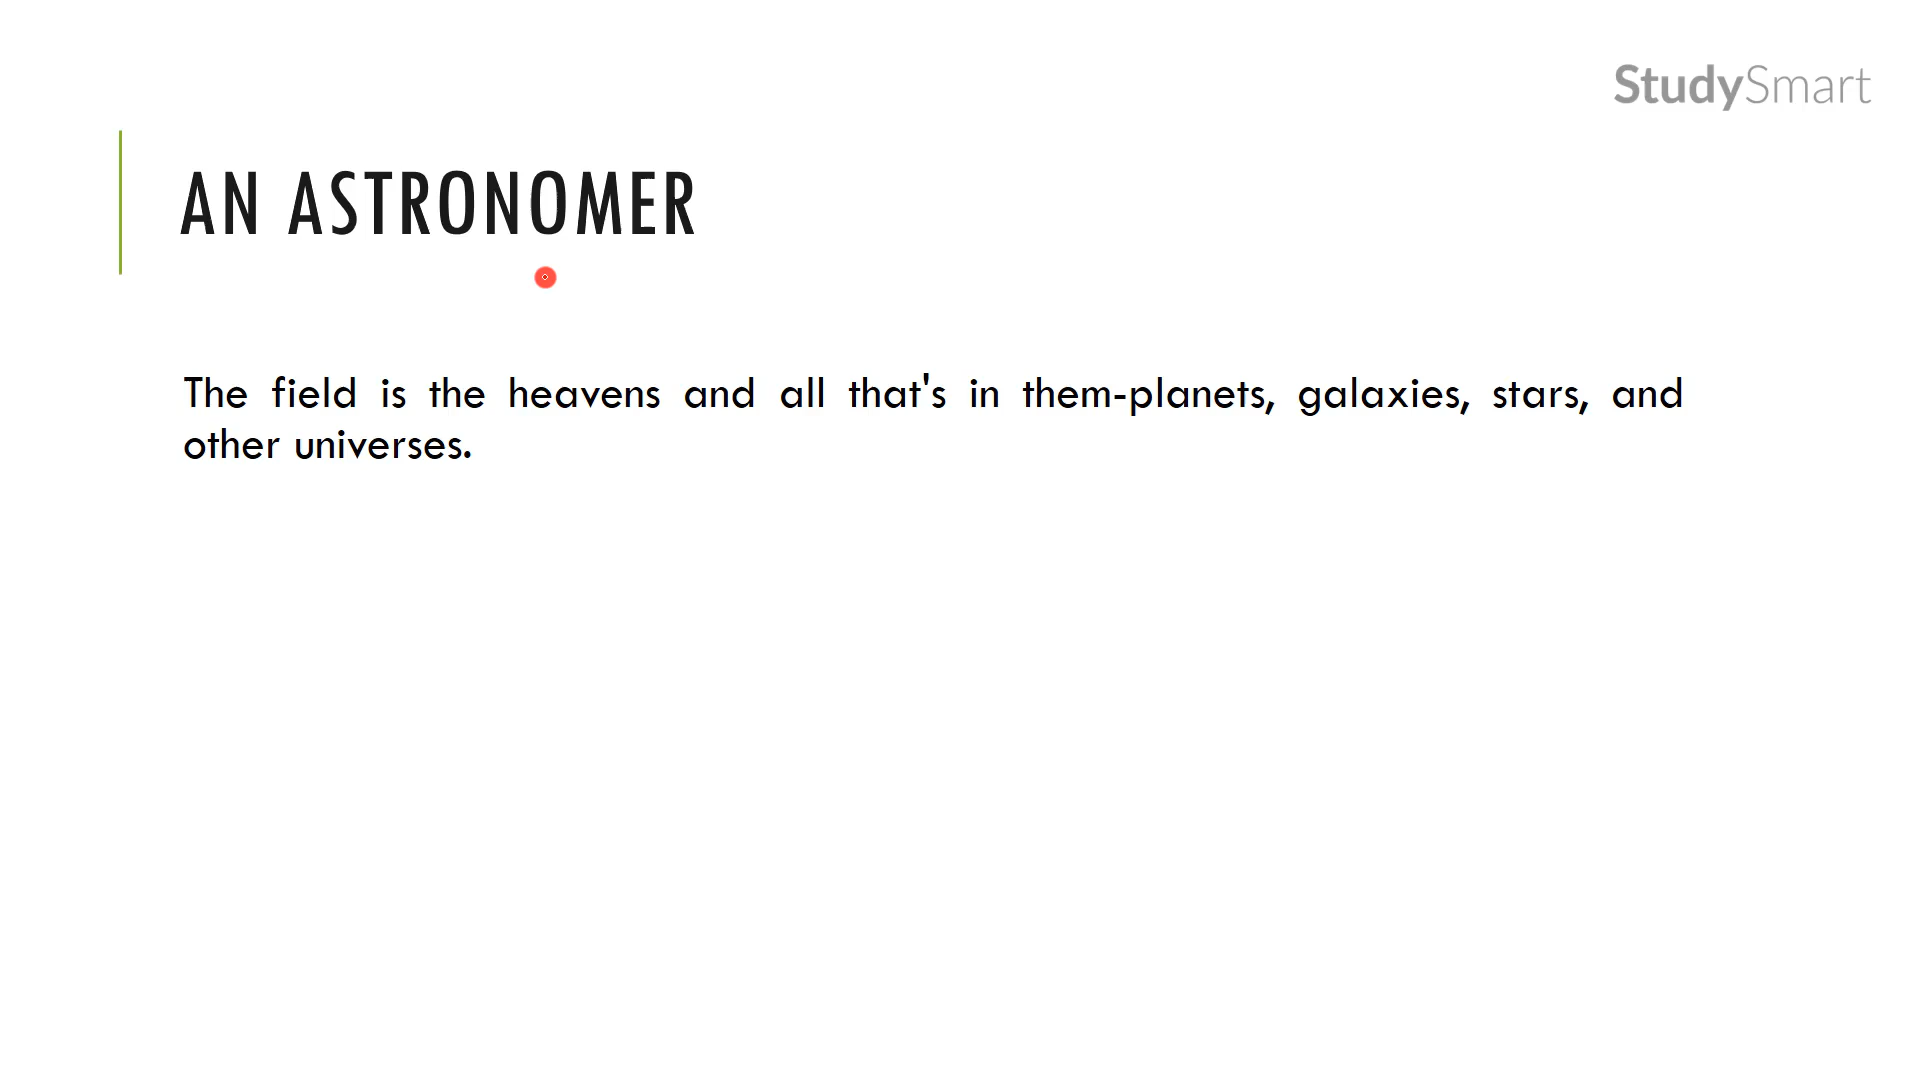 StudySmart
AN ASTRONOMER
The field is the heavens and all that's in them-planets, galaxies, stars, and
other universes.